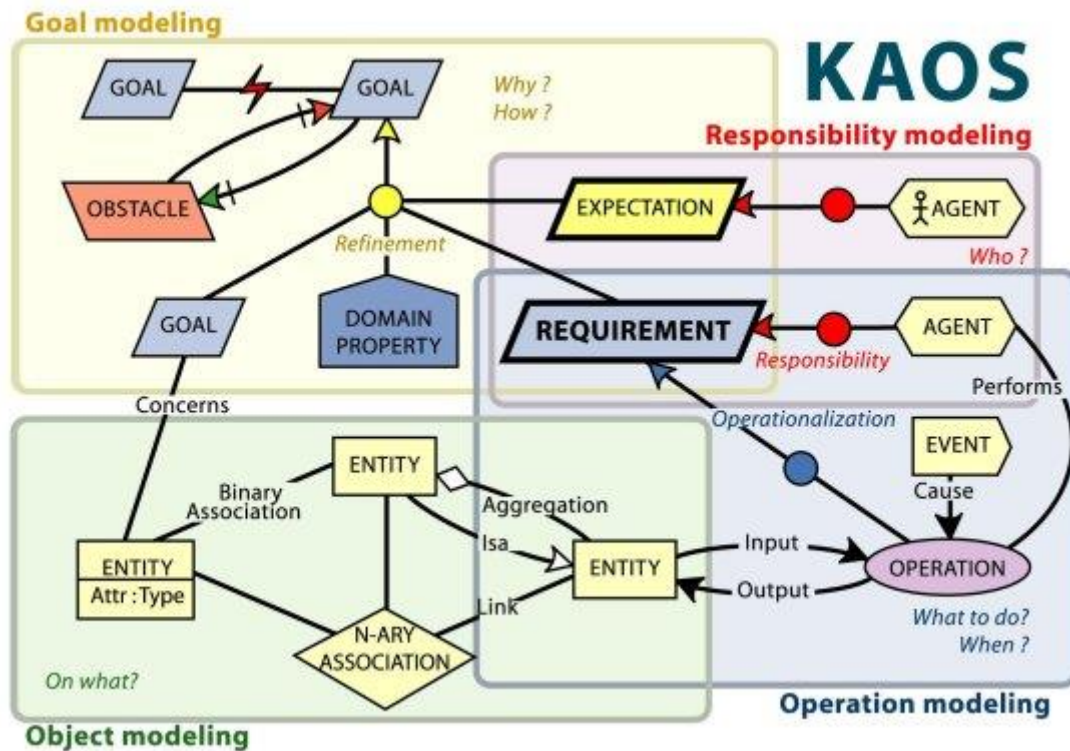 Goal modeling
KAOS
GOAL
GOAL
Why ?
How ?
Responsibility modeling
OBSTACLE
EXPECTATION
AGENT
Refinement
Who ?
GOAL
DOMAIN
PROPERTY
REQUIREMENT
AGENT
Responsibility
Performs
Concerns
Operationalization
EVENT
Cause
ENTITY
Binary
Association
Aggregation
Isa
Input
ENTITY
Attr : Type
ENTITY
OPERATION
Output
Link
N-ARY
ASSOCIATION
What to do?
When ?
On what?
Operation modeling
Object modeling